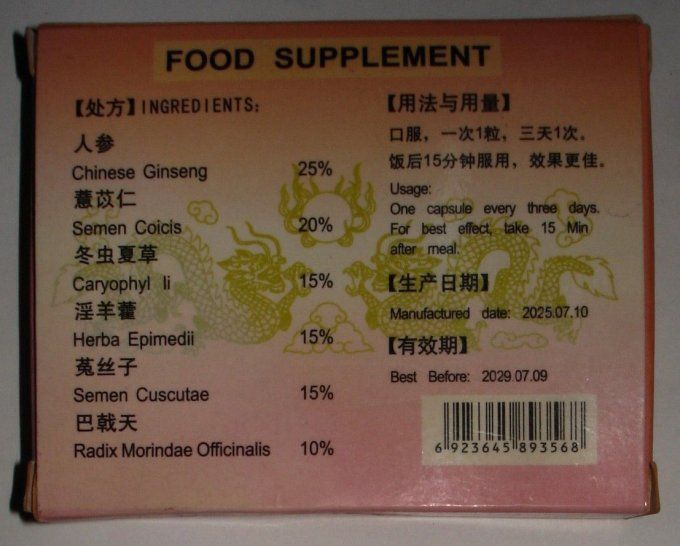 FOOD SUPPLEMENT
【处方】INGREDIENTS:
人参
Chinese Ginseng 25%
薏苡仁
Semen Coicis 20%
冬虫夏草
Caryophyl li 15%
淫羊藿
Herba Epimedii 15%
菟丝子
Semen Cuscutae 15%
巴戟天
Radix Morindae Officinalis 10%
【用法与用量】
口服，一次1粒，三天1次。
饭后15分钟服用，效果更佳。
Usage:
One capsule every three days.
For best effect, take 15 Min
after meal.
【生产日期】
Manufactured date: 2025.07.10
【有效期】
Best Before: 2029.07.09
6 923645 893568